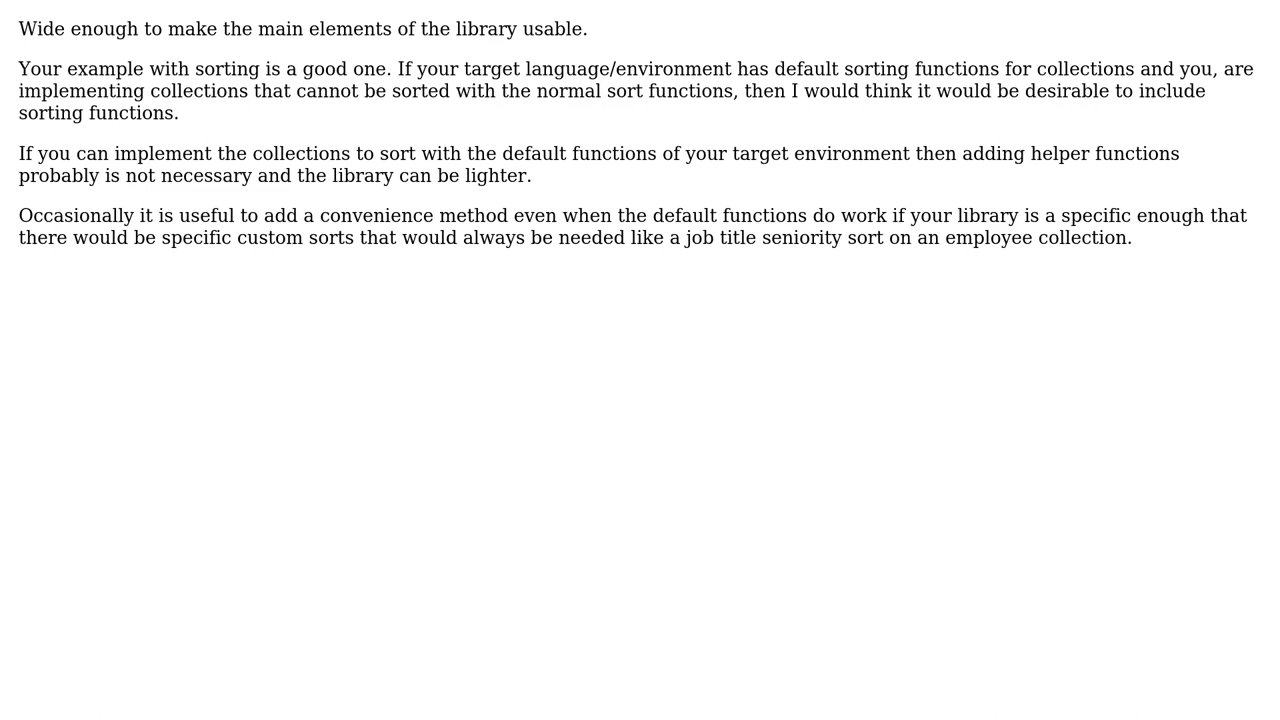 Wide enough to make the main elements of the library usable.
Your example with sorting is a good one. If your target language/environment has default sorting functions for collections and you, are
implementing collections that cannot be sorted with the normal sort functions, then I would think it would be desirable to include
sorting functions.
If you can implement the collections to sort with the default functions of your target environment then adding helper functions
probably is not necessary and the library can be lighter.
Occasionally it is useful to add a convenience method even when the default functions do work if your library is a specific enough that
there would be specific custom sorts that would always be needed like a job title seniority sort on an employee collection.